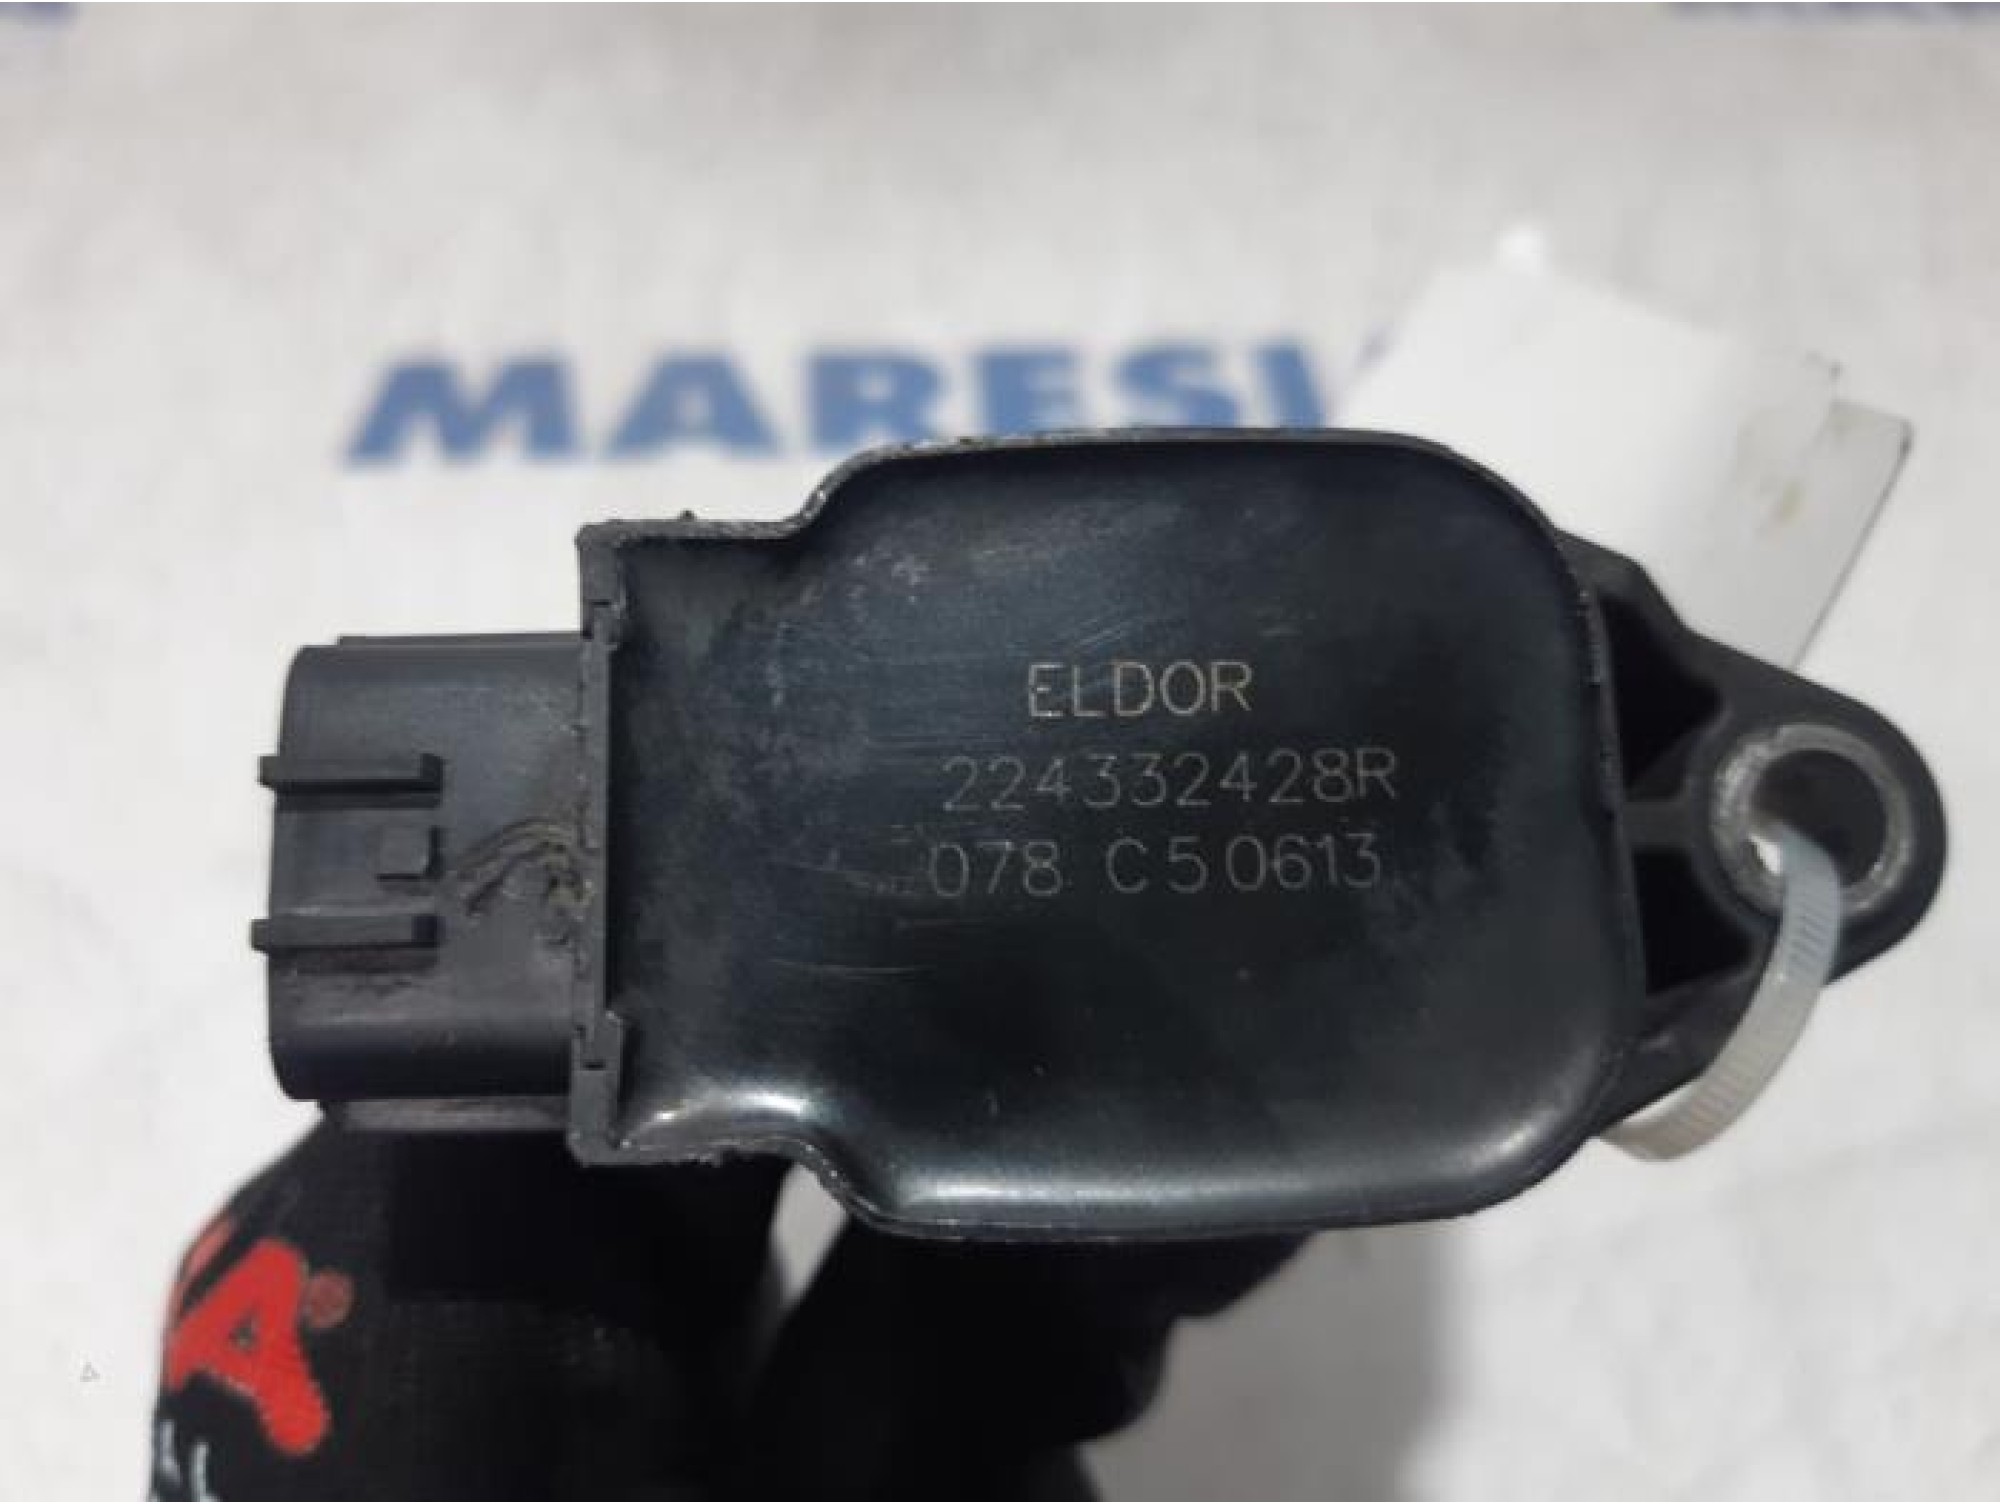 MARESI
ELDOR
224332428R
078 C50613
A®